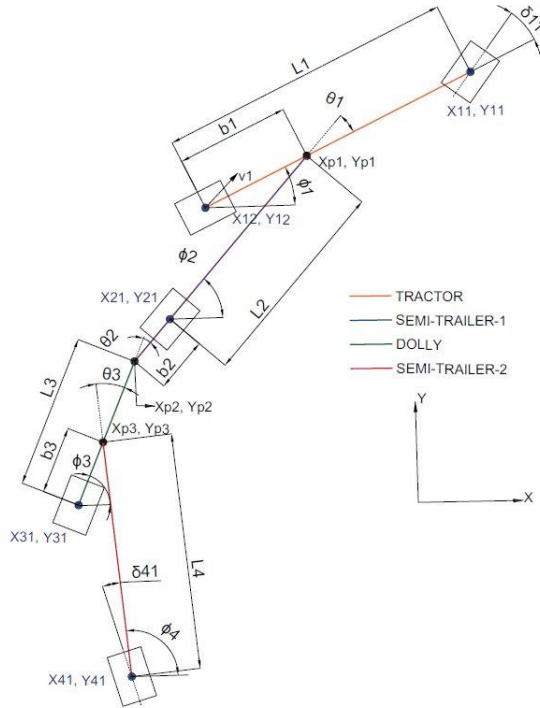 δ11
L1
θ1
b1
X11, Y11
Xp1, Yp1
v1
ϕ1
X12, Y12
ϕ2
X21, Y21
L2
TRACTOR
SEMI-TRAILER-1
DOLLY
SEMI-TRAILER-2
θ2
b2
L3
θ3
Xp2, Yp2
Y
Xp3, Yp3
b3
ϕ3
X
X31, Y31
L4
δ41
ϕ4
X41, Y41